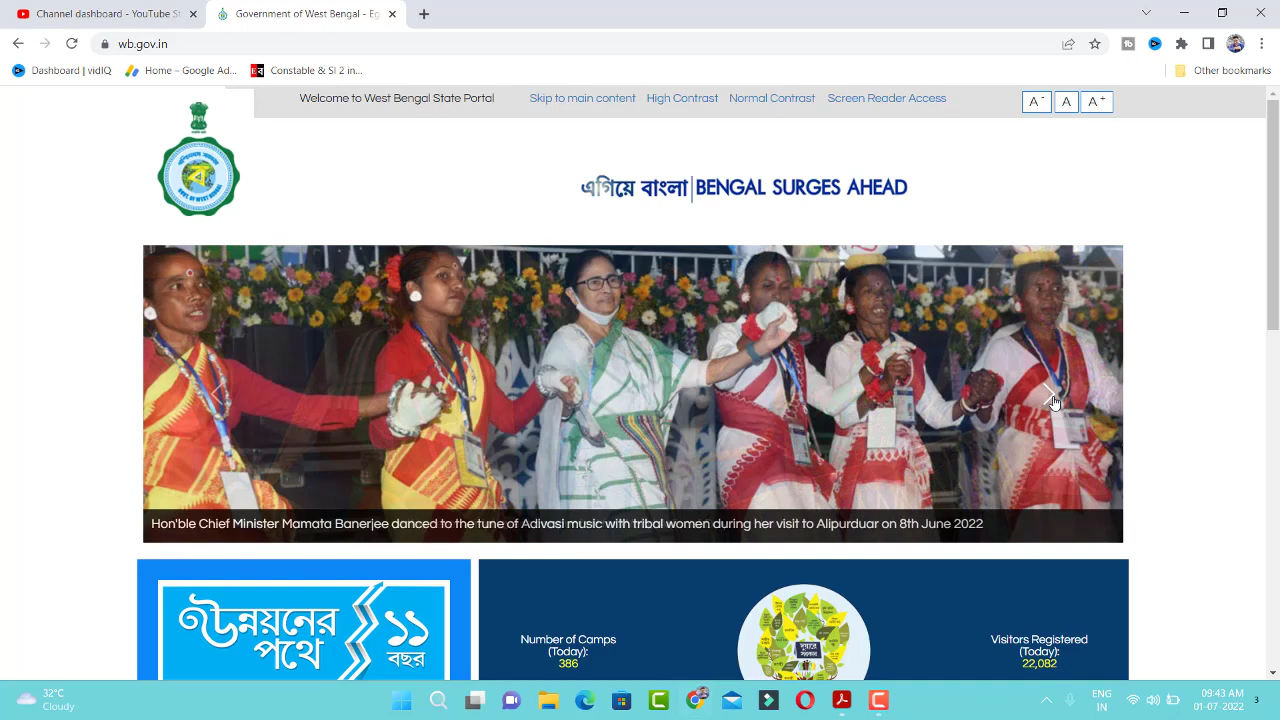 Channel dashboard - YouTube St
Government of West Bengal - Eg
wb.gov.in
Dashboard | vidIQ
Home – Google Ad...
Constable & SI 2 in...
Other bookmarks
Welcome to West Bengal State Portal
Skip to main content
High Contrast
Normal Contrast
Screen Reader Access
A -
A
A +
এগিয়ে বাংলা BENGAL SURGES AHEAD
Hon'ble Chief Minister Mamata Banerjee danced to the tune of Adivasi music with tribal women during her visit to Alipurduar on 8th June 2022
উন্নয়নের
পথে
১১
বছর
Number of Camps
(Today):
386
দুয়ারে
সরকার
Visitors Registered
(Today):
22,082
32°C
Cloudy
ENG
IN
09:43 AM
01-07-2022
3